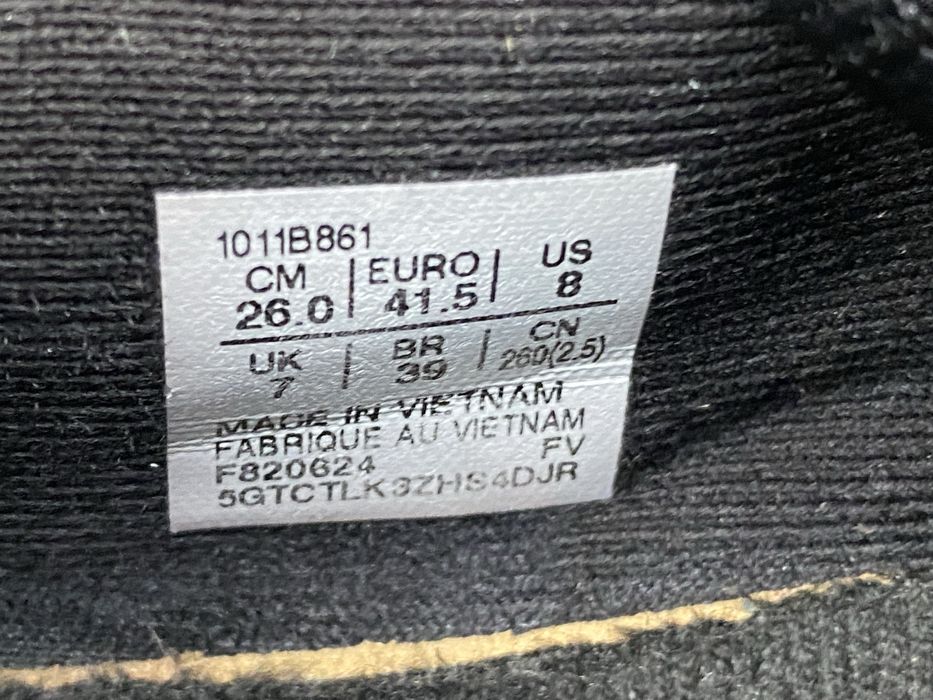 1011B861
CM | EURO | US
26.0 | 41.5 | 8
UK | BR | CN
7 | 39 | 260(2.5)
MADE IN VIETNAM
FABRIQUE AU VIETNAM
F820624 FV
5GTCTLK3ZHS4DJR